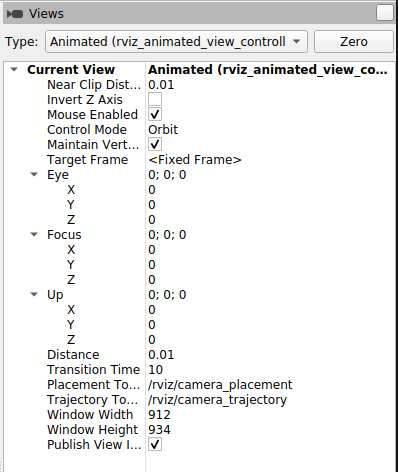 Views
Type: Animated (rviz_animated_view_controll Zero
Current View Animated (rviz_animated_view_co...
Near Clip Dist... 0.01
Invert Z Axis
Mouse Enabled
Control Mode Orbit
Maintain Vert...
Target Frame <Fixed Frame>
Eye 0; 0; 0
X 0
Y 0
Z 0
Focus 0; 0; 0
X 0
Y 0
Z 0
Up 0; 0; 0
X 0
Y 0
Z 0
Distance 0.01
Transition Time 10
Placement To... /rviz/camera_placement
Trajectory To... /rviz/camera_trajectory
Window Width 912
Window Height 934
Publish View I...